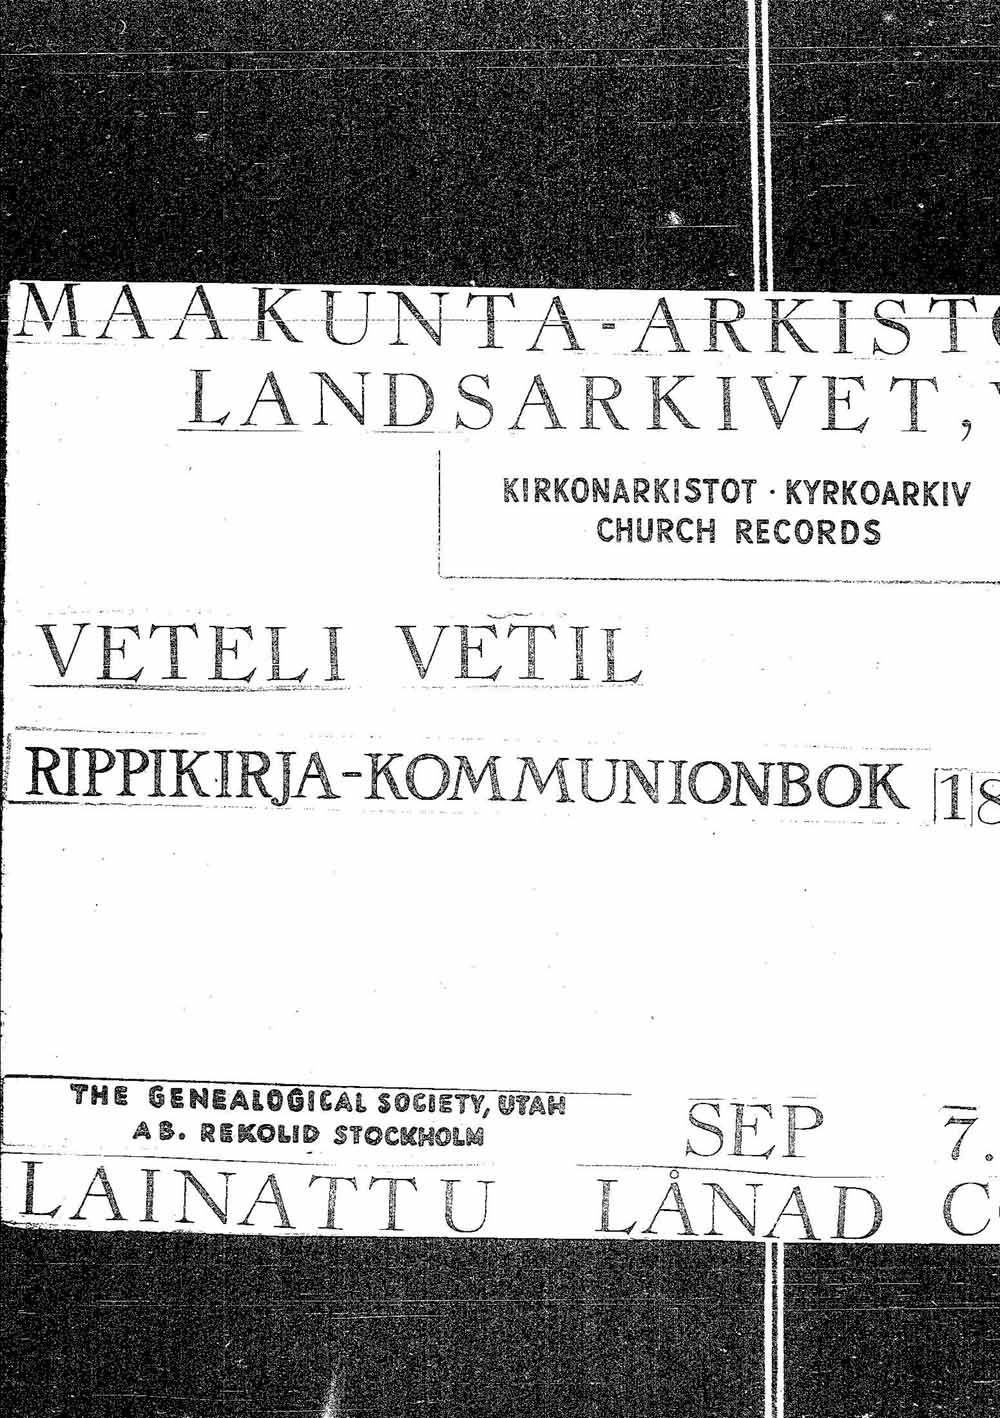 MAAKUNTA-ARKISTO
LANDSARKIVET, V
KIRKONARKISTOT · KYRKOARKIV
CHURCH RECORDS
VETELI VETIL
RIPPIKIRJA-KOMMUNIONBOK 18
THE GENEALOGICAL SOCIETY, UTAH
AB. REKOLID STOCKHOLM
SEP 7.
LAINATTU LÅNAD C